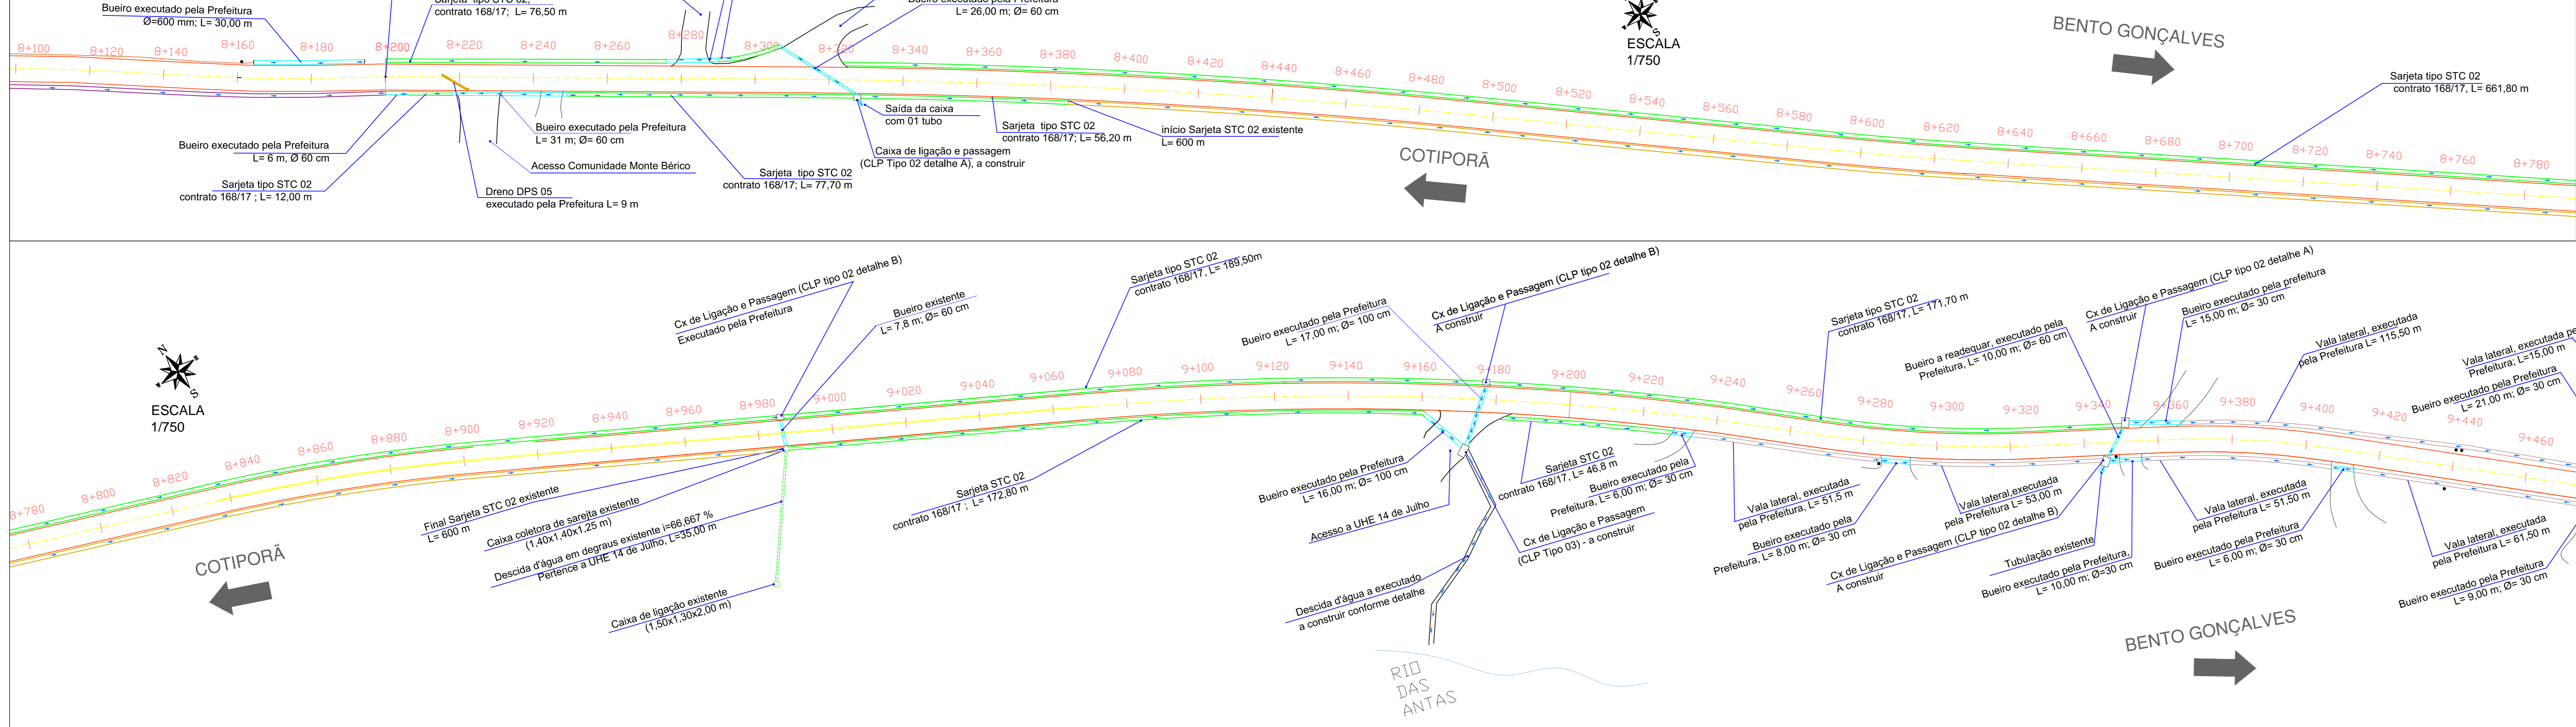 Bueiro executado pela Prefeitura
Ø=600 mm; L= 30,00 m
Sarjeta tipo STC 02,
contrato 168/17; L= 76,50 m
Bueiro executado pela Prefeitura
L= 26,00 m; Ø= 60 cm
ESCALA
1/750
BENTO GONÇALVES
8+100
8+120
8+140
8+160
8+180
8+200
8+220
8+240
8+260
8+280
8+300
8+320
8+340
8+360
8+380
8+400
8+420
8+440
8+460
8+480
8+500
8+520
8+540
8+560
8+580
8+600
8+620
8+640
8+660
8+680
8+700
8+720
8+740
8+760
8+780
Sarjeta tipo STC 02
contrato 168/17, L= 661,80 m
Bueiro executado pela Prefeitura
L= 6 m, Ø 60 cm
Sarjeta tipo STC 02
contrato 168/17 ; L= 12,00 m
Bueiro executado pela Prefeitura
L= 31 m; Ø= 60 cm
Acesso Comunidade Monte Bérico
Dreno DPS 05
executado pela Prefeitura L= 9 m
Sarjeta tipo STC 02
contrato 168/17; L= 77,70 m
Saída da caixa
com 01 tubo
Caixa de ligação e passagem
(CLP Tipo 02 detalhe A), a construir
Sarjeta tipo STC 02
contrato 168/17; L= 56,20 m
início Sarjeta STC 02 existente
L= 600 m
COTIPORÃ
N
S
ESCALA
1/750
Cx de Ligação e Passagem (CLP tipo 02 detalhe B)
Executado pela Prefeitura
Bueiro existente
L= 7,8 m; Ø= 60 cm
Sarjeta tipo STC 02
contrato 168/17, L= 189,50m
Bueiro executado pela Prefeitura
L= 17,00 m; Ø= 100 cm
Cx de Ligação e Passagem (CLP tipo 02 detalhe B)
A construir
Sarjeta tipo STC 02
contrato 168/17, L= 171,70 m
Bueiro a readequar, executado pela
Prefeitura, L= 10,00 m; Ø= 60 cm
Cx de Ligação e Passagem (CLP tipo 02 detalhe A)
A construir
Bueiro executado pela prefeitura
L= 15,00 m; Ø= 30 cm
Vala lateral, executada
pela Prefeitura L= 115,50 m
Vala lateral, executada pe
Prefeitura; L=15,00 m
Bueiro executado pela Prefeitura
L= 21,00 m; Ø= 30 cm
8+780
8+800
8+820
8+840
8+860
8+880
8+900
8+920
8+940
8+960
8+980
9+000
9+020
9+040
9+060
9+080
9+100
9+120
9+140
9+160
9+180
9+200
9+220
9+240
9+260
9+280
9+300
9+320
9+340
9+360
9+380
9+400
9+420
9+440
9+460
COTIPORÃ
Final Sarjeta STC 02 existente
L= 600 m
Caixa coletora de sarejta existente
(1,40x1,40x1,25 m)
Descida d'água em degraus existente i=66,667 %
Pertence a UHE 14 de Julho, L=35,00 m
Caixa de ligação existente
(1,50x1,30x2,00 m)
Sarjeta STC 02
contrato 168/17 ; L= 172,80 m
Bueiro executado pela Prefeitura
L= 16,00 m; Ø= 100 cm
Acesso a UHE 14 de Julho
Descida d'água a executado
a construir conforme detalhe
Sarjeta STC 02
contrato 168/17, L= 46,8 m
Bueiro executado pela
Prefeitura, L= 6,00 m; Ø= 30 cm
Cx de Ligação e Passagem
(CLP Tipo 03) - a construir
Vala lateral, executada
pela Prefeitura, L= 51,5 m
Bueiro executado pela
Prefeitura, L= 8,00 m; Ø= 30 cm
Vala lateral,executada
pela Prefeitura L= 53,00 m
Cx de Ligação e Passagem (CLP tipo 02 detalhe B)
A construir
Tubulação existente
Bueiro executado pela Prefeitura,
L= 10,00 m; Ø=30 cm
Vala lateral, executada
pela Prefeitura L= 51,50 m
Bueiro executado pela Prefeitura
L= 6,00 m; Ø= 30 cm
Vala lateral, executada
pela Prefeitura L= 61,50 m
Bueiro executado pela Prefeitura
L= 9,00 m; Ø= 30 cm
BENTO GONÇALVES
RIO
DAS
ANTAS